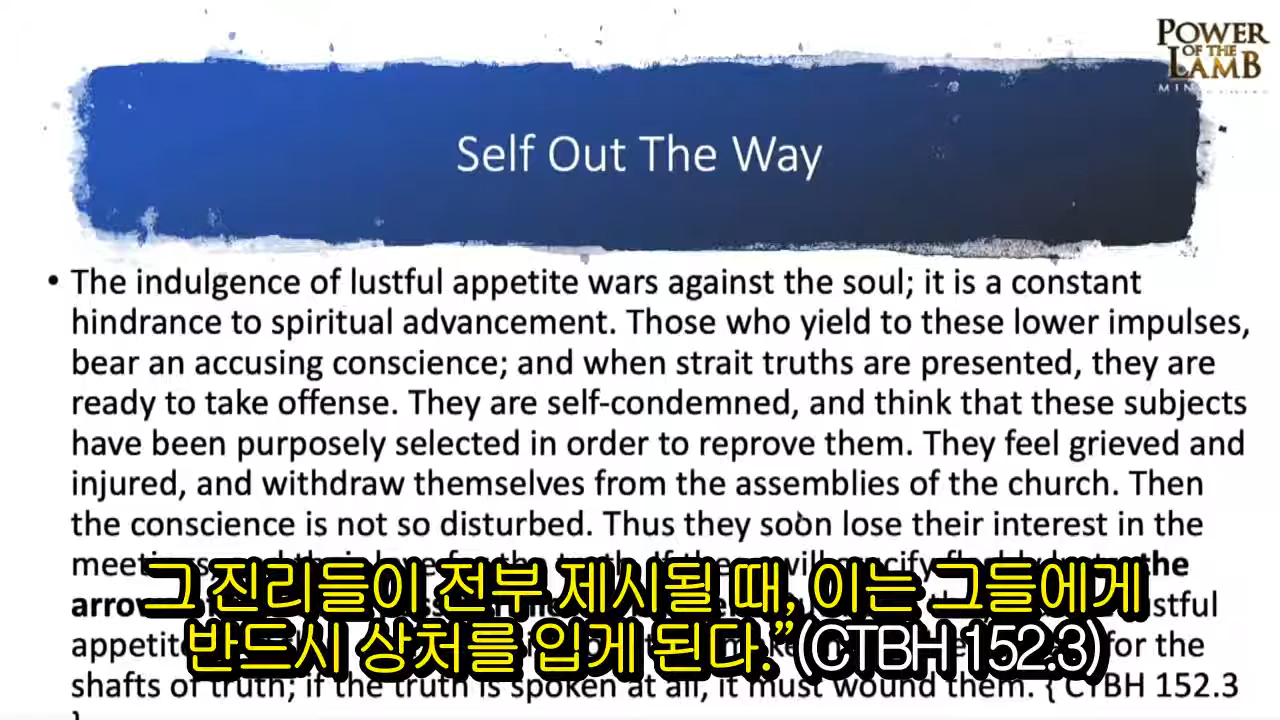 POWER
OF THE
LAMB
Self Out The Way
• The indulgence of lustful appetite wars against the soul; it is a constant
hindrance to spiritual advancement. Those who yield to these lower impulses,
bear an accusing conscience; and when strait truths are presented, they are
ready to take offense. They are self-condemned, and think that these subjects
have been purposely selected in order to reprove them. They feel grieved and
injured, and withdraw themselves from the assemblies of the church. Then
the conscience is not so disturbed. Thus they soon lose their interest in the
the
그 진리들이 전부 제시될 때, 이는 그들에게
lustful
반드시 상처를 입게 된다.”(CTBH 152.3)
for the
shafts of truth; if the truth is spoken at all, it must wound them. { CTBH 152.3